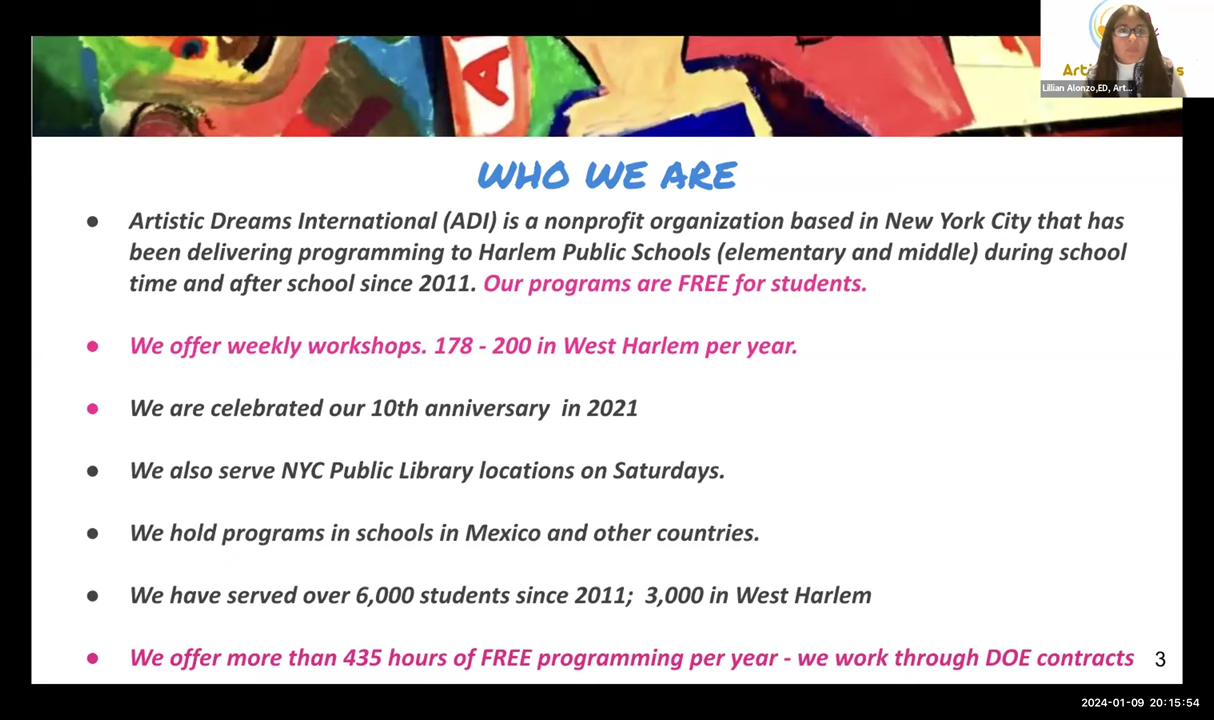 WHO WE ARE
● Artistic Dreams International (ADI) is a nonprofit organization based in New York City that has
been delivering programming to Harlem Public Schools (elementary and middle) during school
time and after school since 2011. Our programs are FREE for students.
● We offer weekly workshops. 178 - 200 in West Harlem per year.
● We are celebrated our 10th anniversary in 2021
● We also serve NYC Public Library locations on Saturdays.
● We hold programs in schools in Mexico and other countries.
● We have served over 6,000 students since 2011; 3,000 in West Harlem
● We offer more than 435 hours of FREE programming per year - we work through DOE contracts
3
Lillian Alonzo,ED, Art...
2024-01-09 20:15:54